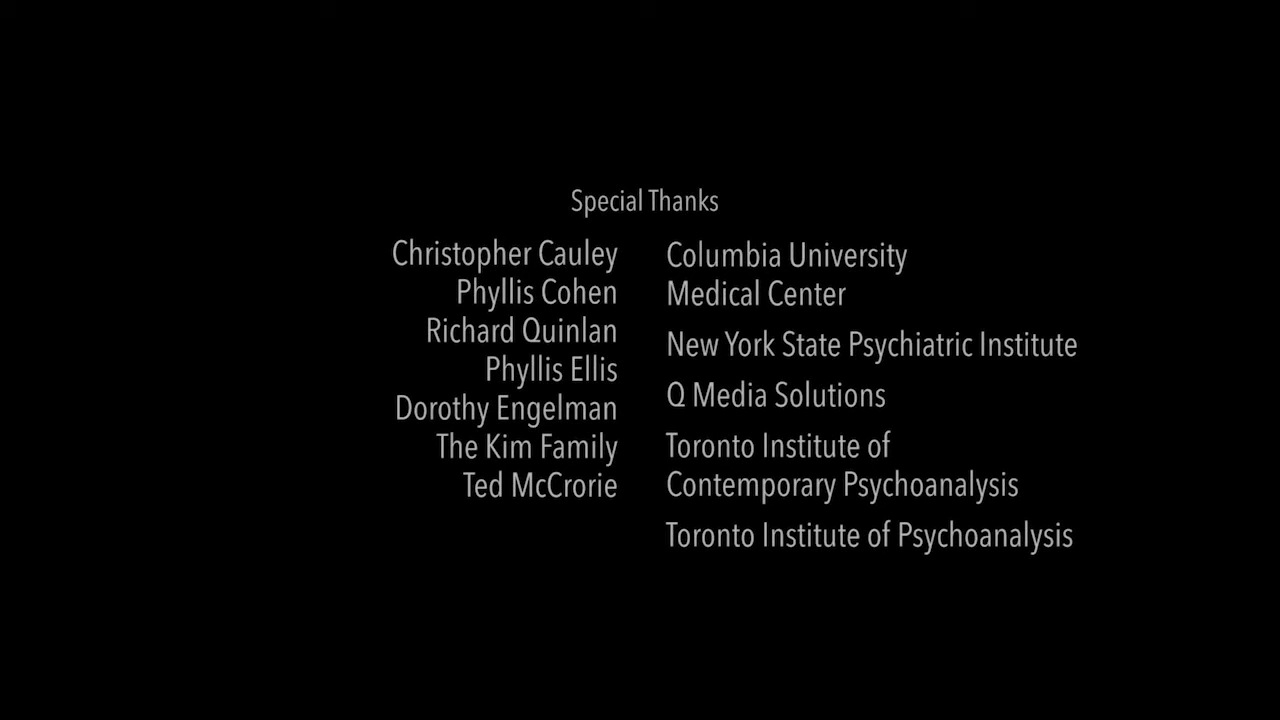 Special Thanks
Christopher Cauley
Phyllis Cohen
Richard Quinlan
Phyllis Ellis
Dorothy Engelman
The Kim Family
Ted McCrorie
Columbia University
Medical Center
New York State Psychiatric Institute
Q Media Solutions
Toronto Institute of
Contemporary Psychoanalysis
Toronto Institute of Psychoanalysis